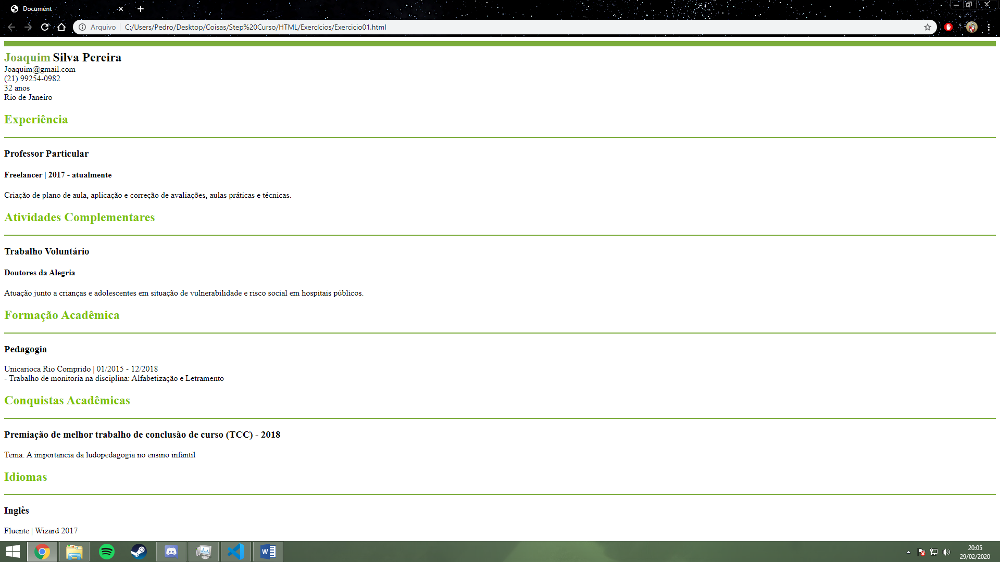 Document
Arquivo | C:/Users/Pedro/Desktop/Coisas/Step%20Curso/HTML/Exercícios/Exercicio01.html
Joaquim Silva Pereira
Joaquim@gmail.com
(21) 99254-0982
32 anos
Rio de Janeiro
Experiência
Professor Particular
Freelancer | 2017 - atualmente
Criação de plano de aula, aplicação e correção de avaliações, aulas práticas e técnicas.
Atividades Complementares
Trabalho Voluntário
Doutores da Alegria
Atuação junto a crianças e adolescentes em situação de vulnerabilidade e risco social em hospitais públicos.
Formação Acadêmica
Pedagogia
Unicarioca Rio Comprido | 01/2015 - 12/2018
- Trabalho de monitoria na disciplina: Alfabetização e Letramento
Conquistas Acadêmicas
Premiação de melhor trabalho de conclusão de curso (TCC) - 2018
Tema: A importancia da ludopedagogia no ensino infantil
Idiomas
Inglês
Fluente | Wizard 2017
20:05
29/02/2020